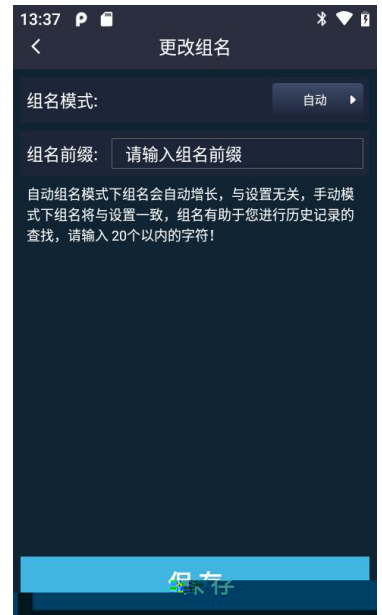 13:37
更改组名
组名模式: 自动
组名前缀: 请输入组名前缀
自动组名模式下组名会自动增长，与设置无关，手动模
式下组名将与设置一致，组名有助于您进行历史记录的
查找，请输入 20个以内的字符！
保存